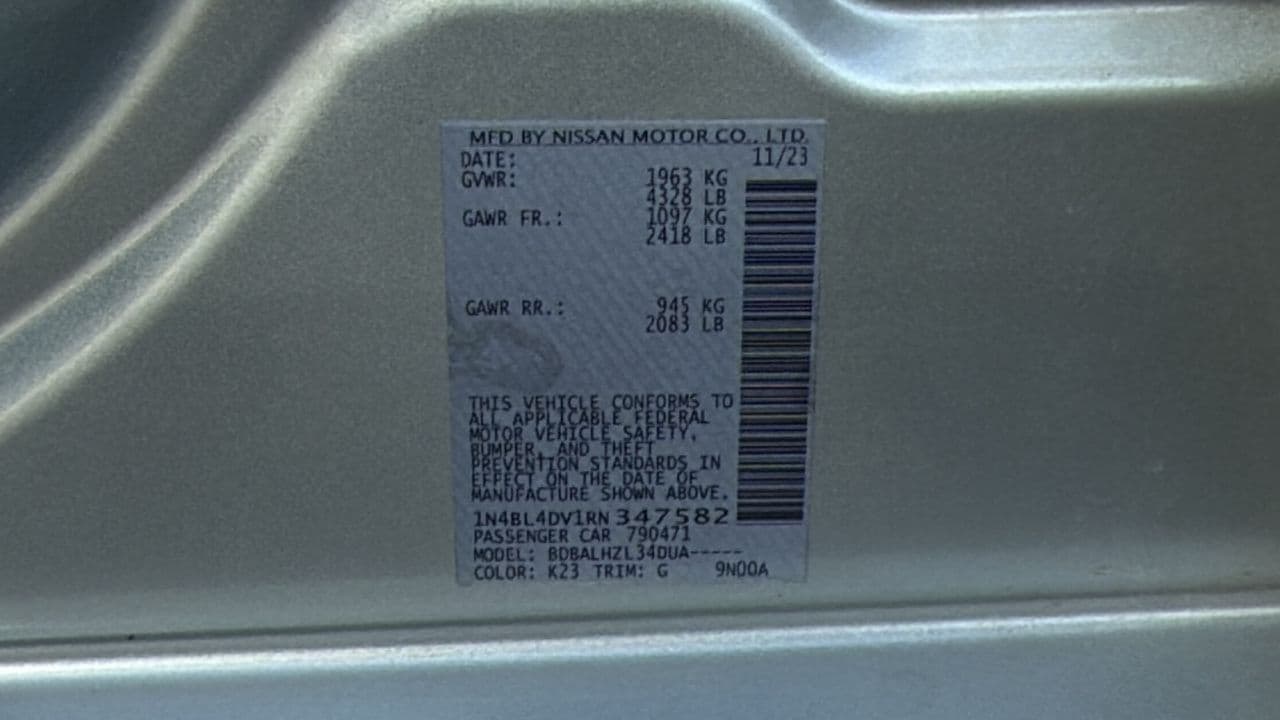 MFD BY NISSAN MOTOR CO., LTD.
DATE: 11/23
GVWR: 1963 KG
4328 LB
GAWR FR.: 1097 KG
2418 LB
GAWR RR.: 945 KG
2083 LB
THIS VEHICLE CONFORMS TO
ALL APPLICABLE FEDERAL
MOTOR VEHICLE SAFETY,
BUMPER, AND THEFT
PREVENTION STANDARDS IN
EFFECT ON THE DATE OF
MANUFACTURE SHOWN ABOVE.
1N4BL4DV1RN 347582
PASSENGER CAR 790471
MODEL: BDBALHZL34DUA-----
COLOR: K23 TRIM: G 9N00A